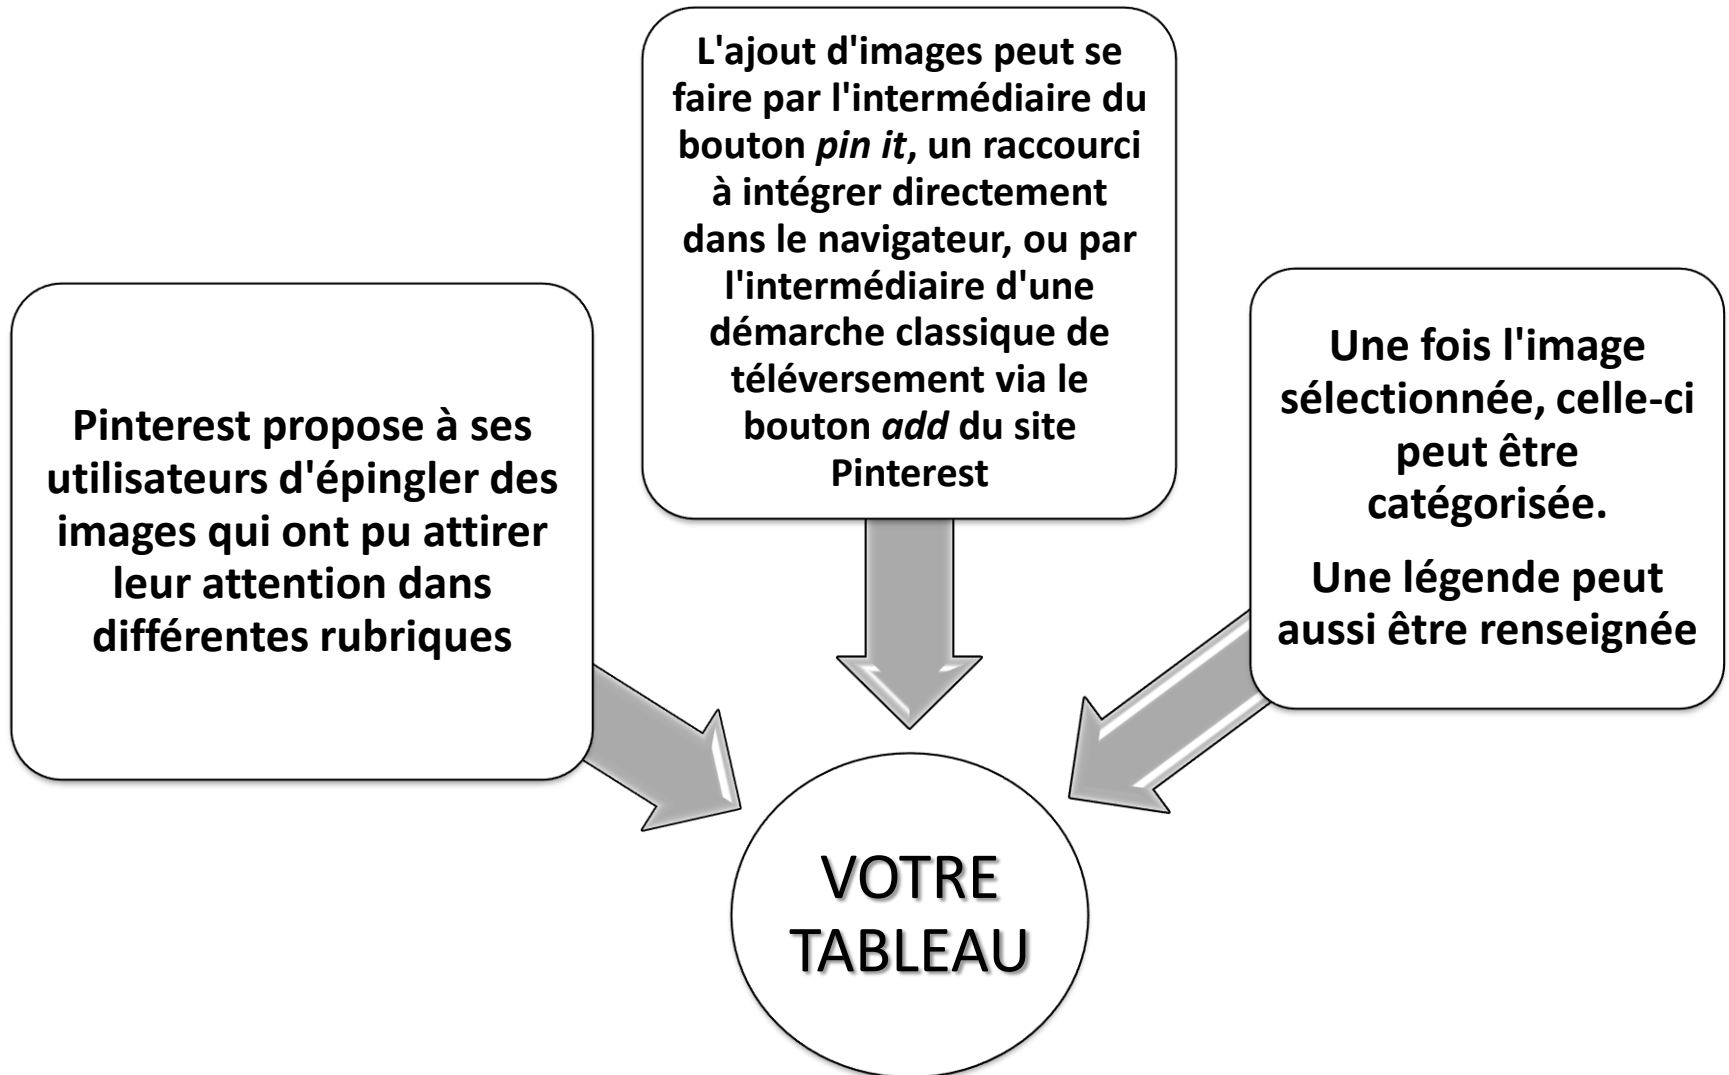 Pinterest propose à ses
utilisateurs d'épingler des
images qui ont pu attirer
leur attention dans
différentes rubriques
L'ajout d'images peut se
faire par l'intermédiaire du
bouton pin it, un raccourci
à intégrer directement
dans le navigateur, ou par
l'intermédiaire d'une
démarche classique de
téléversement via le
bouton add du site
Pinterest
Une fois l'image
sélectionnée, celle-ci
peut être
catégorisée.
Une légende peut
aussi être renseignée
VOTRE
TABLEAU